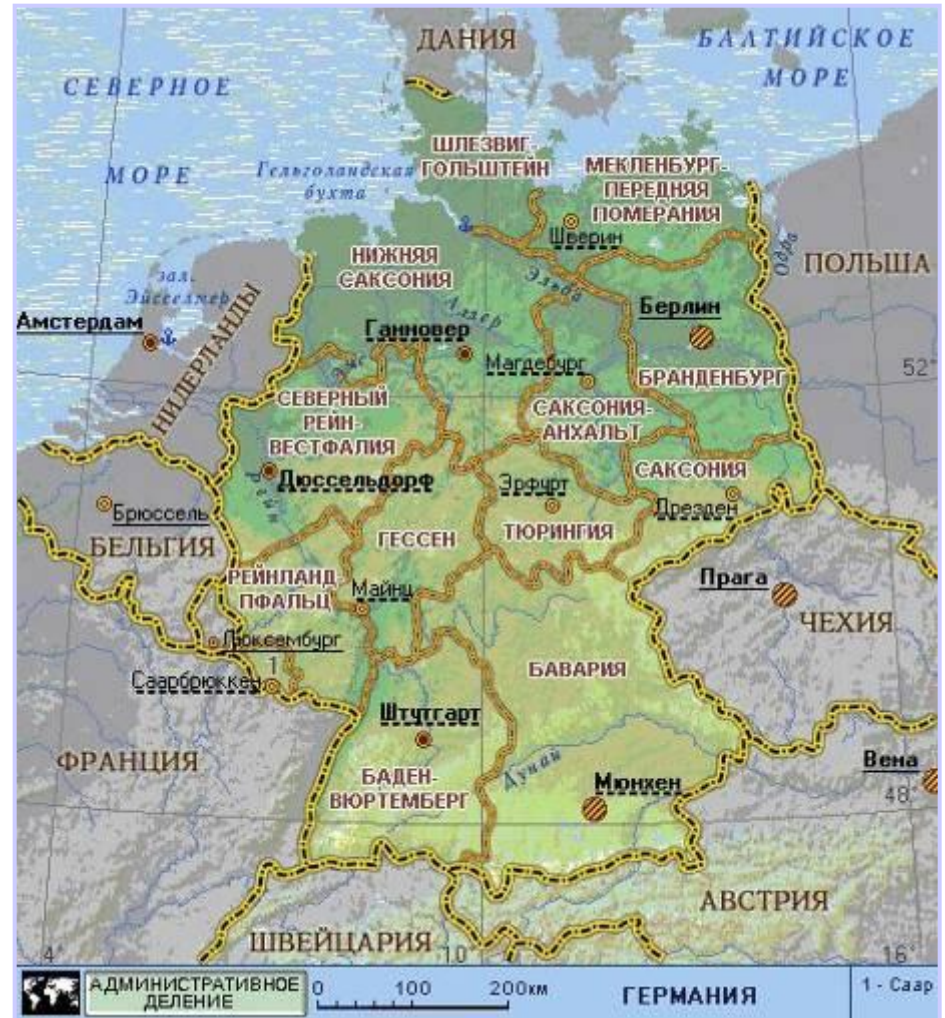 ДАНИЯ
БАЛТИЙСКОЕ
МОРЕ
СЕВЕРНОЕ
МОРЕ
Гельголандская
бухта
ШЛЕЗВИГ-
ГОЛЬШТЕЙН
МЕКЛЕНБУРГ-
ПЕРЕДНЯЯ
ПОМЕРАНИЯ
Шверин
НИЖНЯЯ
САКСОНИЯ
Эльба
Одра
ПОЛЬША
зал.
Эйсселмер
Амстердам
НИДЕРЛАНДЫ
Аллер
Ганновер
Берлин
Магдебург
52°
БРАНДЕНБУРГ
Эмс
СЕВЕРНЫЙ
РЕЙН-
ВЕСТФАЛИЯ
САКСОНИЯ-
АНХАЛЬТ
САКСОНИЯ
Дюссельдорф
Рейн
Эрфурт
Дрезден
Брюссель
БЕЛЬГИЯ
ГЕССЕН
ТЮРИНГИЯ
РЕЙНЛАНД
ПФАЛЬЦ
Майнц
Прага
ЧЕХИЯ
Люксембург
1
Саарбрюккен
БАВАРИЯ
Штутгарт
ФРАНЦИЯ
БАДЕН-
ВЮРТЕМБЕРГ
Дунай
Мюнхен
Вена
48°
АВСТРИЯ
ШВЕЙЦАРИЯ
4°
10°
16°
АДМИНИСТРАТИВНОЕ
ДЕЛЕНИЕ
0 100 200км
ГЕРМАНИЯ
1 - Саар